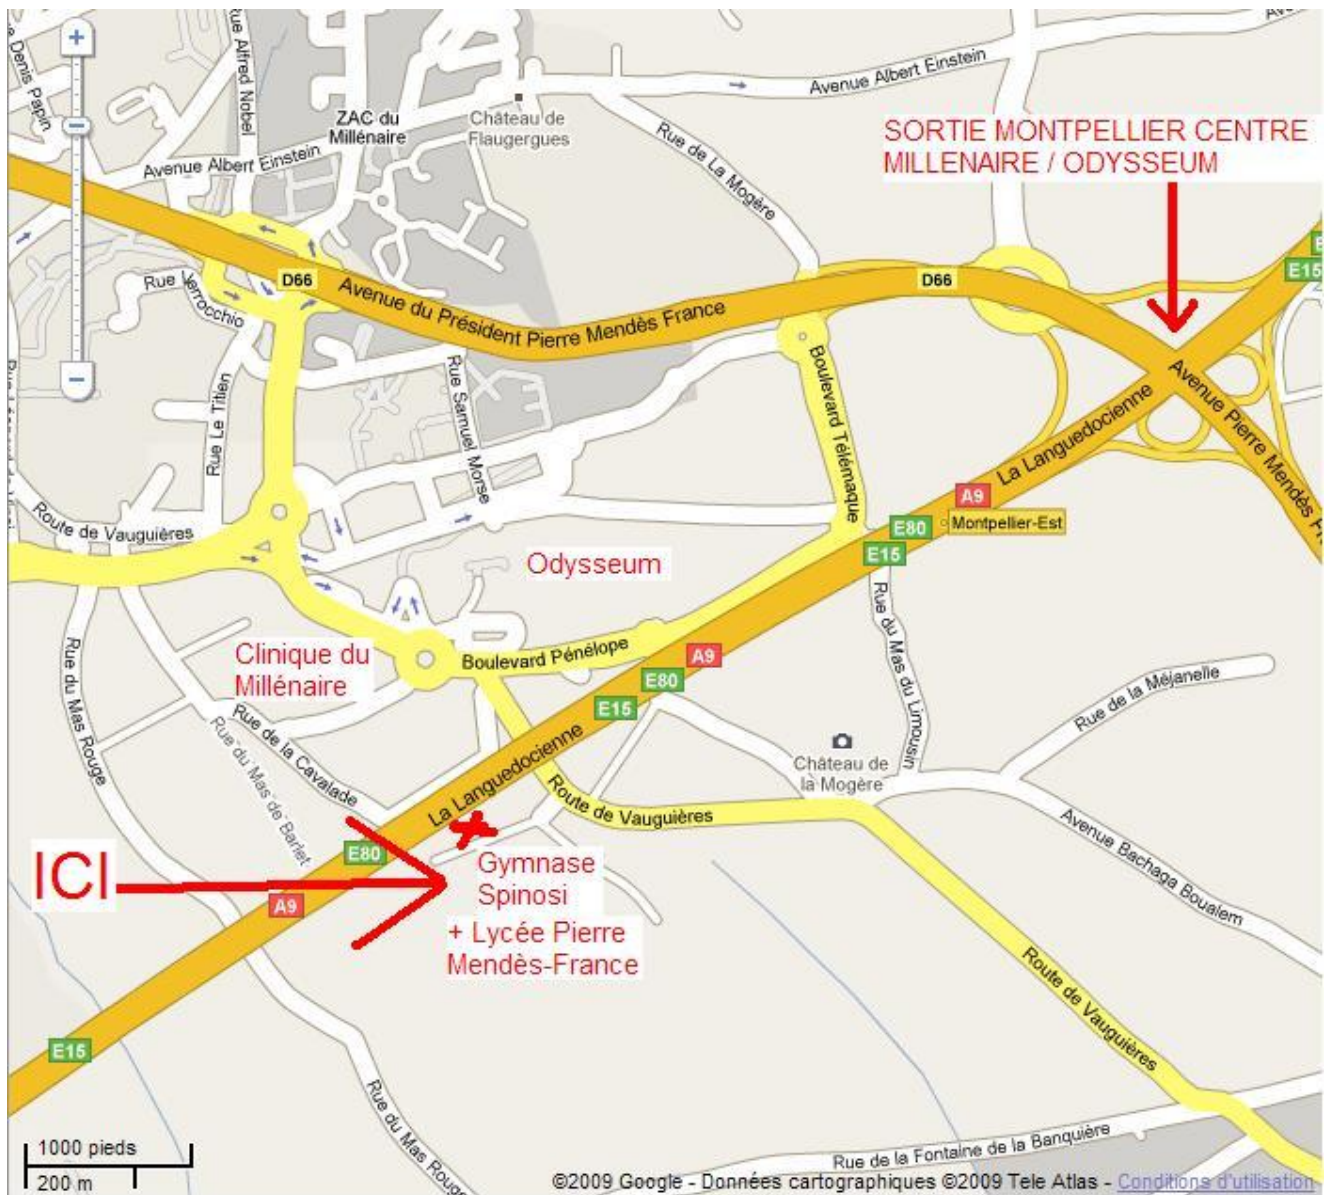 Rue Denis Papin
Rue Alfred Nobel
ZAC du
Millénaire
Château de
Flaugergues
Avenue Albert Einstein
Avenue Albert Einstein
Rue de La Mogère
SORTIE MONTPELLIER CENTRE
MILLENAIRE / ODYSSEUM
E15
Rue Verrocchio
D66
Avenue du Président Pierre Mendès France
D66
Avenue Pierre Mendès Fr
Rue Le Titien
Rue Samuel Morse
Boulevard Télémaque
La Languedocienne
A9
E80
Montpellier-Est
E15
Route de Vauguières
Odysseum
Rue du Mas du Limousin
Clinique du
Millénaire
Boulevard Pénélope
A9
E80
E15
Rue du Mas Rouge
Rue de la Cavalade
Rue du Mas de Barlet
La Languedocienne
Rue de la Méjanelle
Château de
la Mogère
Route de Vauguières
Avenue Bachaga Boualem
E80
ICI
A9
Gymnase
Spinosi
+ Lycée Pierre
Mendès-France
Route de Vauguières
E15
Rue du Mas Rouge
Rue de la Fontaine de la Banquière
1000 pieds
200 m
©2009 Google - Données cartographiques ©2009 Tele Atlas - Conditions d'utilisation